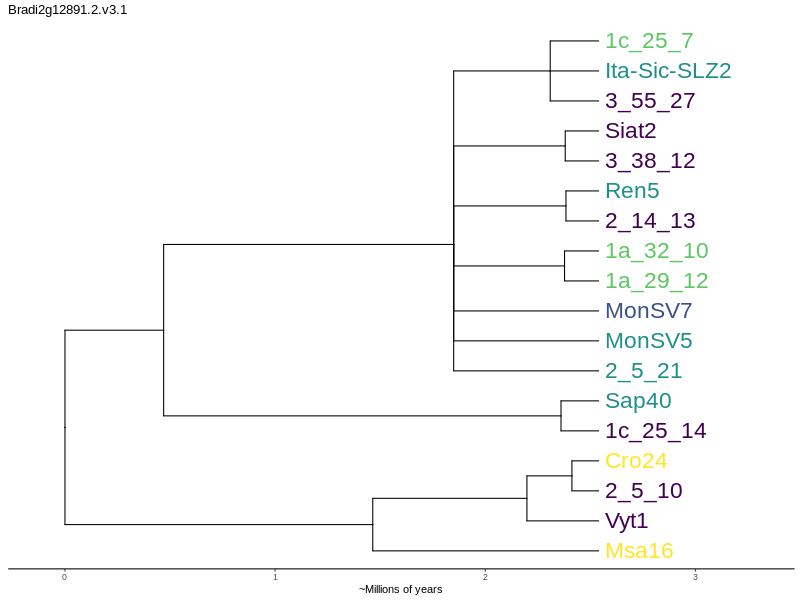 Bradi2g12891.2.v3.1
1c_25_7
Ita-Sic-SLZ2
3_55_27
Siat2
3_38_12
Ren5
2_14_13
1a_32_10
1a_29_12
MonSV7
MonSV5
2_5_21
Sap40
1c_25_14
Cro24
2_5_10
Vyt1
Msa16
0 1 2 3
~Millions of years